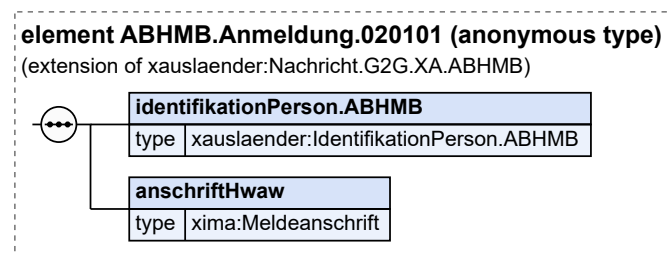 element ABHMB.Anmeldung.020101 (anonymous type)
(extension of xauslaender:Nachricht.G2G.XA.ABHMB)
identifikationPerson.ABHMB
type xauslaender:IdentifikationPerson.ABHMB
anschriftHwaw
type xima:Meldeanschrift